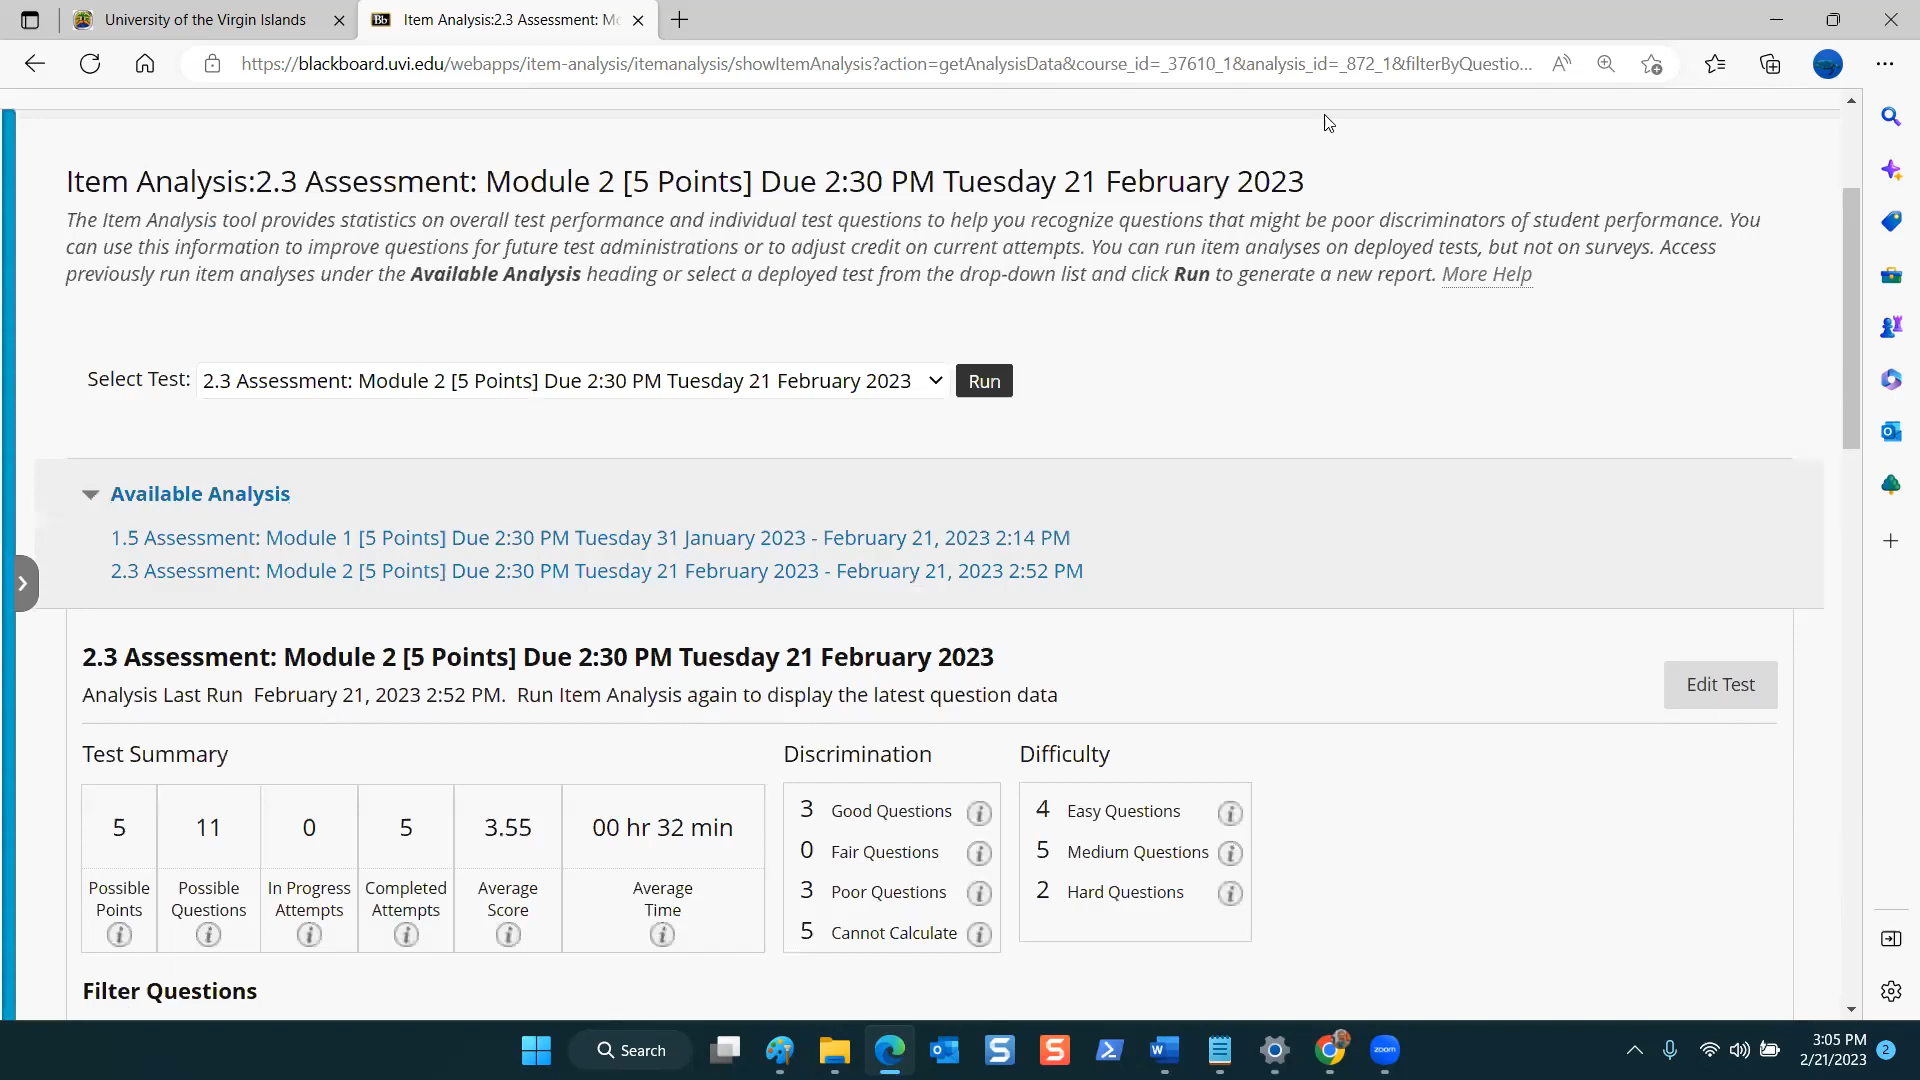 University of the Virgin Islands
Bb
Item Analysis:2.3 Assessment: Mo
https://blackboard.uvi.edu/webapps/item-analysis/itemanalysis/showItemAnalysis?action=getAnalysisData&course_id=_37610_1&analysis_id=_872_1&filterByQuestio...
Item Analysis:2.3 Assessment: Module 2 [5 Points] Due 2:30 PM Tuesday 21 February 2023
The Item Analysis tool provides statistics on overall test performance and individual test questions to help you recognize questions that might be poor discriminators of student performance. You
can use this information to improve questions for future test administrations or to adjust credit on current attempts. You can run item analyses on deployed tests, but not on surveys. Access
previously run item analyses under the Available Analysis heading or select a deployed test from the drop-down list and click Run to generate a new report. More Help
Select Test: 2.3 Assessment: Module 2 [5 Points] Due 2:30 PM Tuesday 21 February 2023 Run
Available Analysis
1.5 Assessment: Module 1 [5 Points] Due 2:30 PM Tuesday 31 January 2023 - February 21, 2023 2:14 PM
2.3 Assessment: Module 2 [5 Points] Due 2:30 PM Tuesday 21 February 2023 - February 21, 2023 2:52 PM
2.3 Assessment: Module 2 [5 Points] Due 2:30 PM Tuesday 21 February 2023
Edit Test
Analysis Last Run February 21, 2023 2:52 PM. Run Item Analysis again to display the latest question data
Test Summary
5
11
0
5
3.55
00 hr 32 min
Possible
Points
Possible
Questions
In Progress
Attempts
Completed
Attempts
Average
Score
Average
Time
Discrimination
3 Good Questions
0 Fair Questions
3 Poor Questions
5 Cannot Calculate
Difficulty
4 Easy Questions
5 Medium Questions
2 Hard Questions
Filter Questions
Search
zoom
3:05 PM
2/21/2023
2